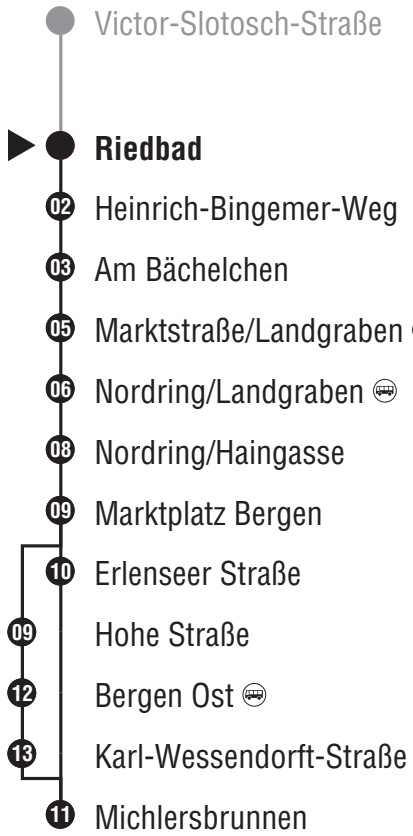 Victor-Slotosch-Straße
Riedbad
02 Heinrich-Bingemer-Weg
03 Am Bächelchen
05 Marktstraße/Landgraben
06 Nordring/Landgraben
08 Nordring/Haingasse
09 Marktplatz Bergen
10 Erlenseer Straße
09 Hohe Straße
12 Bergen Ost
13 Karl-Wessendorft-Straße
11 Michlersbrunnen